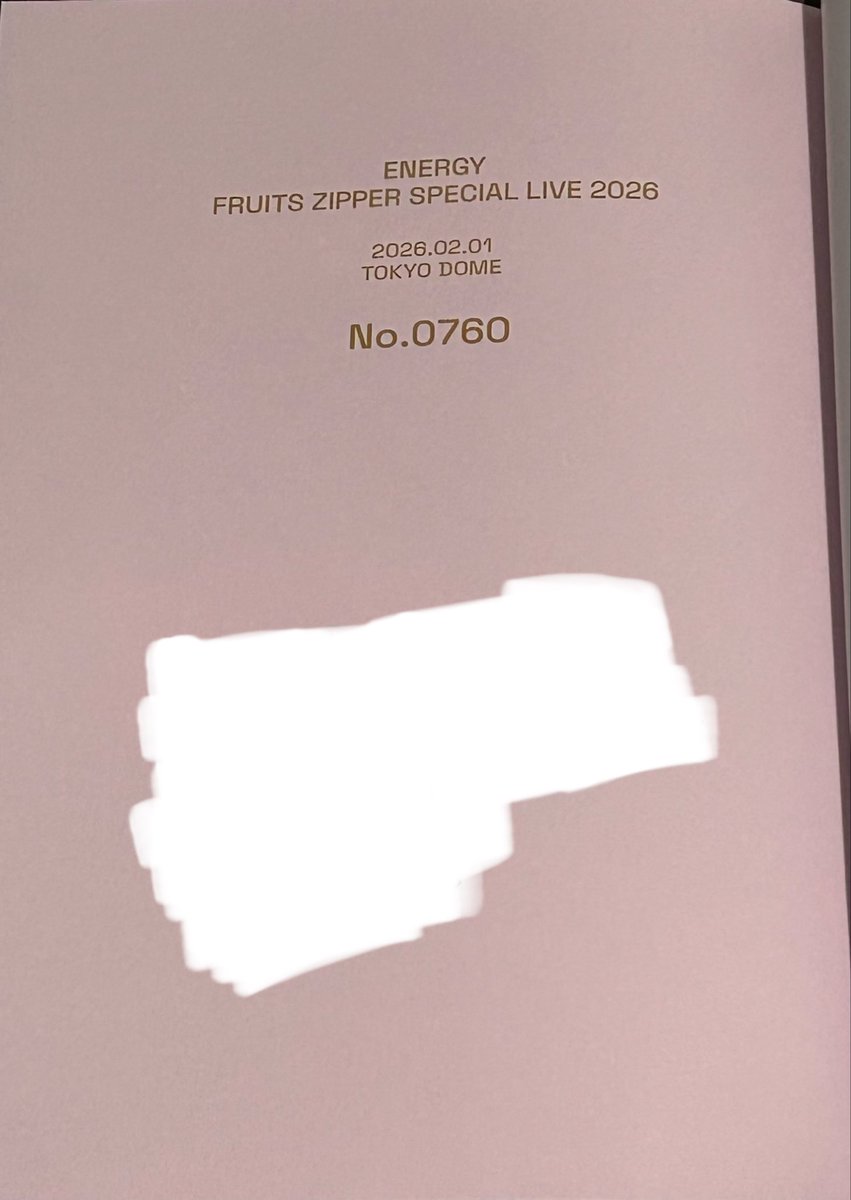 ENERGY
FRUITS ZIPPER SPECIAL LIVE 2026
2026.02.01
TOKYO DOME
No.0760